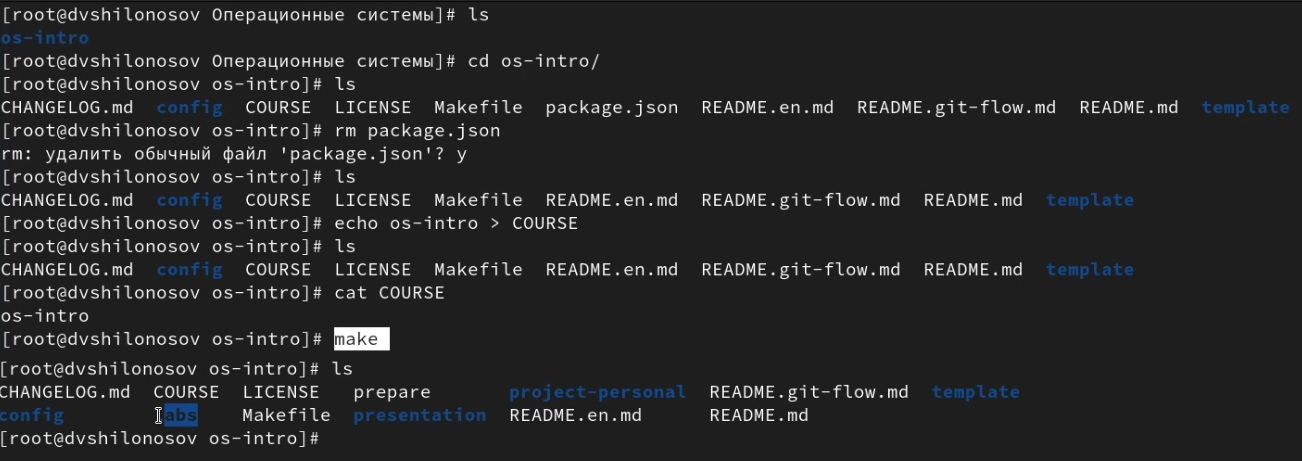 [root@dvshilonosov Операционные системы]# ls
os-intro
[root@dvshilonosov Операционные системы]# cd os-intro/
[root@dvshilonosov os-intro]# ls
CHANGELOG.md config COURSE LICENSE Makefile package.json README.en.md README.git-flow.md README.md template
[root@dvshilonosov os-intro]# rm package.json
rm: удалить обычный файл 'package.json'? y
[root@dvshilonosov os-intro]# ls
CHANGELOG.md config COURSE LICENSE Makefile README.en.md README.git-flow.md README.md template
[root@dvshilonosov os-intro]# echo os-intro > COURSE
[root@dvshilonosov os-intro]# ls
CHANGELOG.md config COURSE LICENSE Makefile README.en.md README.git-flow.md README.md template
[root@dvshilonosov os-intro]# cat COURSE
os-intro
[root@dvshilonosov os-intro]# make
[root@dvshilonosov os-intro]# ls
CHANGELOG.md COURSE LICENSE prepare project-personal README.git-flow.md template
config labs Makefile presentation README.en.md README.md
[root@dvshilonosov os-intro]#